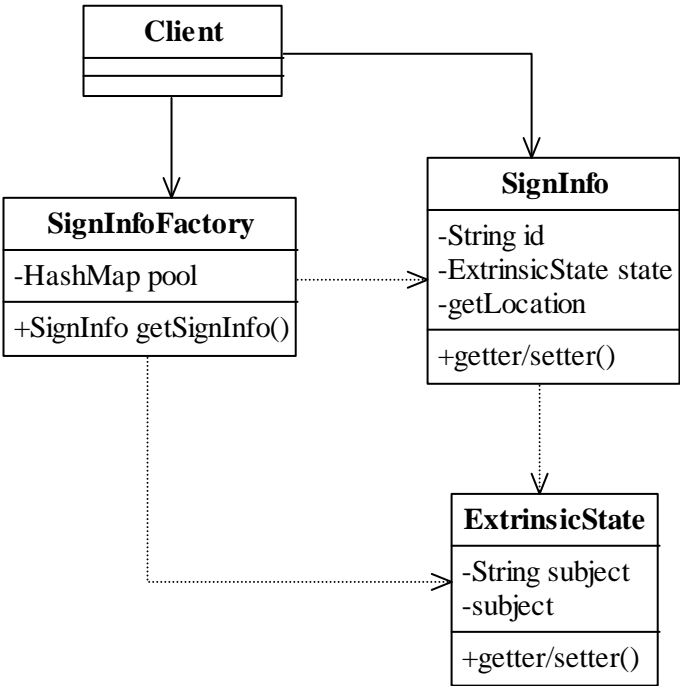 Client
SignInfoFactory
-HashMap pool
+SignInfo getSignInfo()
SignInfo
-String id
-ExtrinsicState state
-getLocation
+getter/setter()
ExtrinsicState
-String subject
-subject
+getter/setter()